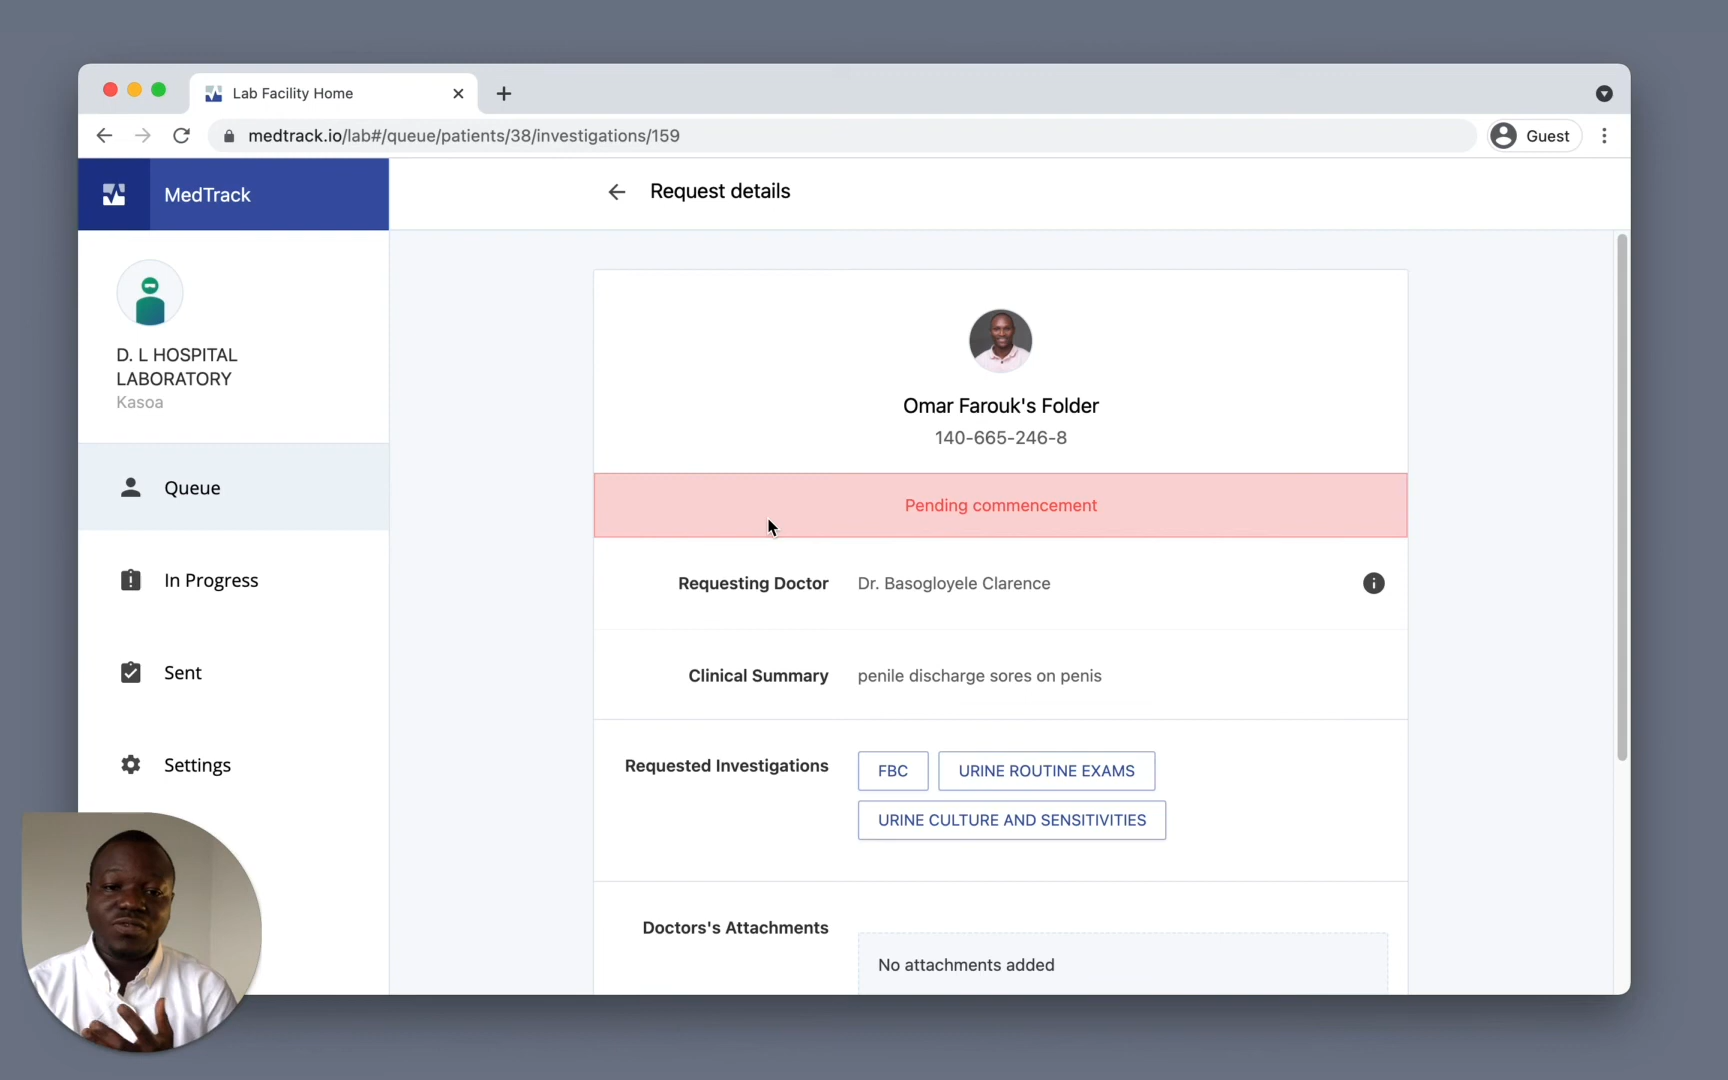 Lab Facility Home
medtrack.io/lab#/queue/patients/38/investigations/159
Guest
MedTrack
Request details
D. L HOSPITAL
LABORATORY
Kasoa
Queue
In Progress
Sent
Settings
Omar Farouk's Folder
140-665-246-8
Pending commencement
Requesting Doctor Dr. Basogloyele Clarence
Clinical Summary penile discharge sores on penis
Requested Investigations FBC URINE ROUTINE EXAMS
URINE CULTURE AND SENSITIVITIES
Doctors's Attachments
No attachments added